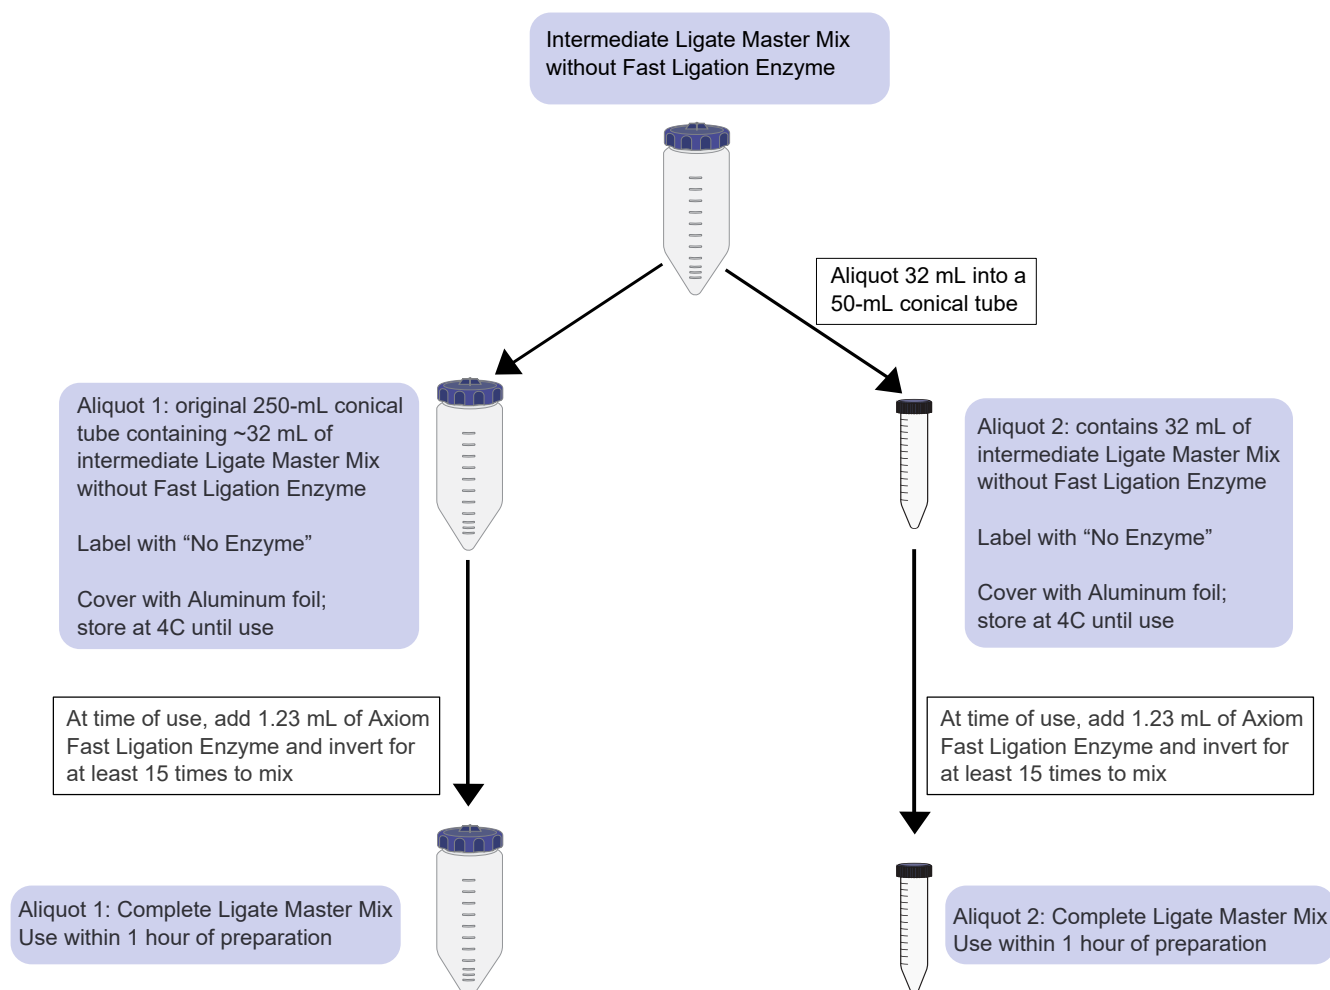 Intermediate Ligate Master Mix
without Fast Ligation Enzyme
Aliquot 32 mL into a
50-mL conical tube
Aliquot 1: original 250-mL conical
tube containing ~32 mL of
intermediate Ligate Master Mix
without Fast Ligation Enzyme
Label with “No Enzyme”
Cover with Aluminum foil;
store at 4C until use
Aliquot 2: contains 32 mL of
intermediate Ligate Master Mix
without Fast Ligation Enzyme
Label with “No Enzyme”
Cover with Aluminum foil;
store at 4C until use
At time of use, add 1.23 mL of Axiom
Fast Ligation Enzyme and invert for
at least 15 times to mix
At time of use, add 1.23 mL of Axiom
Fast Ligation Enzyme and invert for
at least 15 times to mix
Aliquot 1: Complete Ligate Master Mix
Use within 1 hour of preparation
Aliquot 2: Complete Ligate Master Mix
Use within 1 hour of preparation